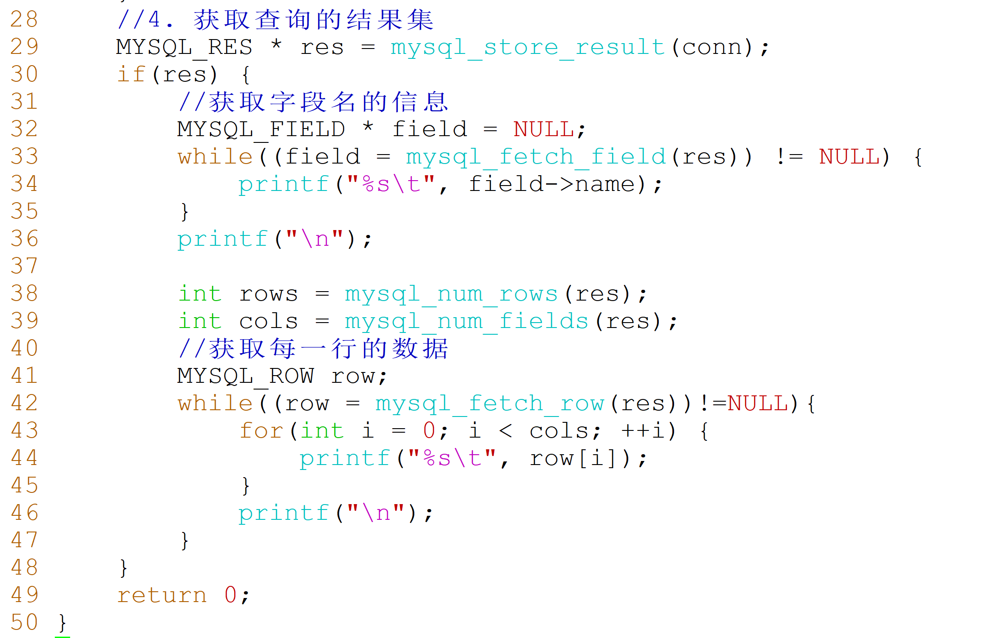 28     //4. 获取查询的结果集
29     MYSQL_RES * res = mysql_store_result(conn);
30     if(res) {
31         //获取字段名的信息
32         MYSQL_FIELD * field = NULL;
33         while((field = mysql_fetch_field(res)) != NULL) {
34             printf("%s\t", field->name);
35         }
36         printf("\n");
37
38         int rows = mysql_num_rows(res);
39         int cols = mysql_num_fields(res);
40         //获取每一行的数据
41         MYSQL_ROW row;
42         while((row = mysql_fetch_row(res))!=NULL){
43             for(int i = 0; i < cols; ++i) {
44                 printf("%s\t", row[i]);
45             }
46             printf("\n");
47         }
48     }
49     return 0;
50 }